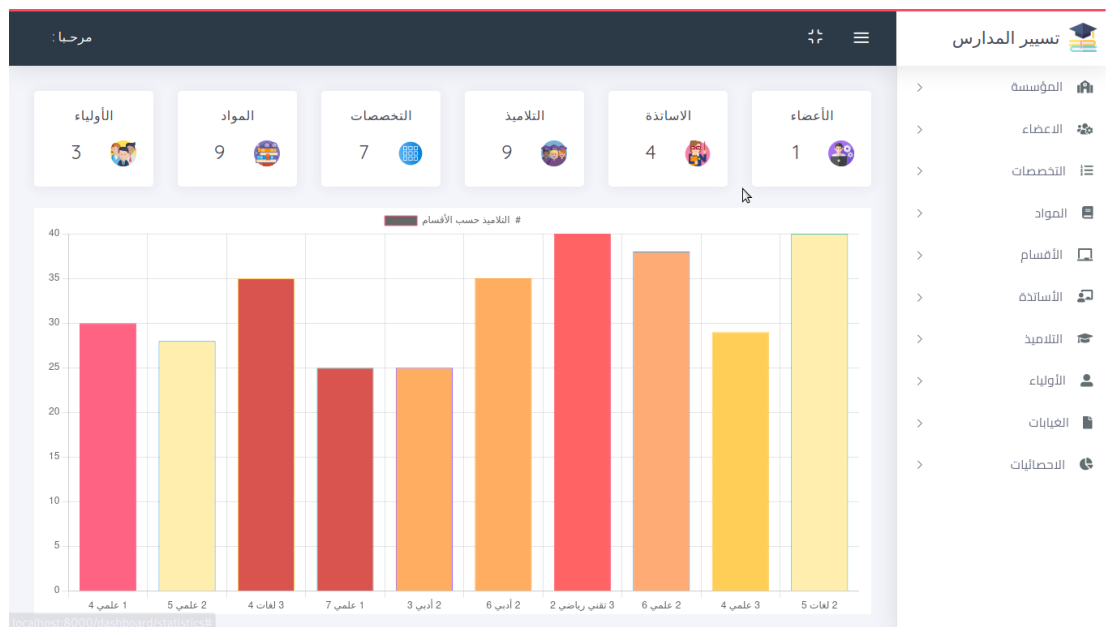 تسيير المدارس
مرحبا :
المؤسسة
الاعضاء
التخصصات
المواد
الأقسام
الأساتذة
التلاميذ
الأولياء
الغيابات
الاحصائيات
الأعضاء
1
الاساتذة
4
التلاميذ
9
التخصصات
7
المواد
9
الأولياء
3
# التلاميذ حسب الأقسام
40
35
30
25
20
15
10
5
0
1 علمي 4
2 علمي 5
3 لغات 4
1 علمي 7
2 أدبي 3
2 أدبي 6
3 تقني رياضي 2
2 علمي 6
3 علمي 4
2 لغات 5
localhost:8000/dashboard/statistics#